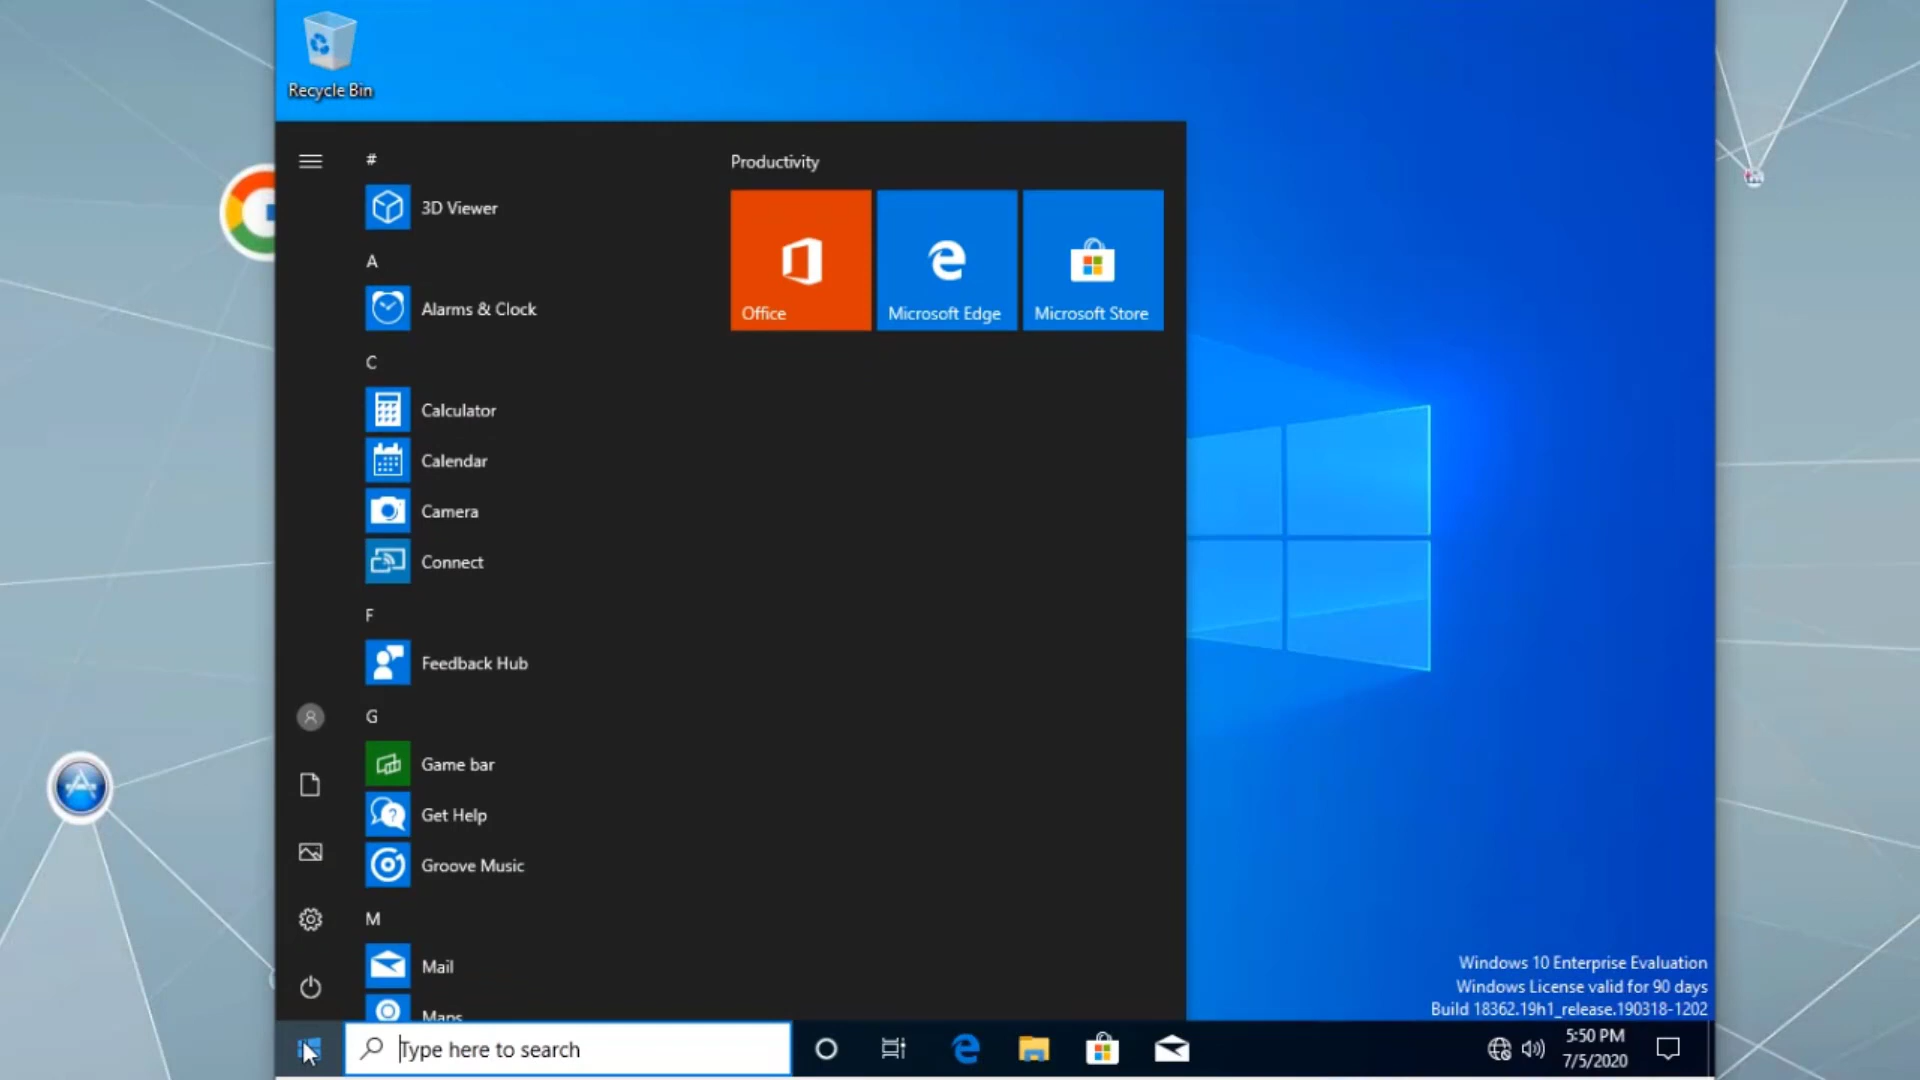 Recycle Bin
#
3D Viewer
A
Alarms & Clock
C
Calculator
Calendar
Camera
Connect
F
Feedback Hub
G
Game bar
Get Help
Groove Music
M
Mail
Maps
Productivity
Office
Microsoft Edge
Microsoft Store
Windows 10 Enterprise Evaluation
Windows License valid for 90 days
Build 18362.19h1_release.190318-1202
Type here to search
5:50 PM
7/5/2020